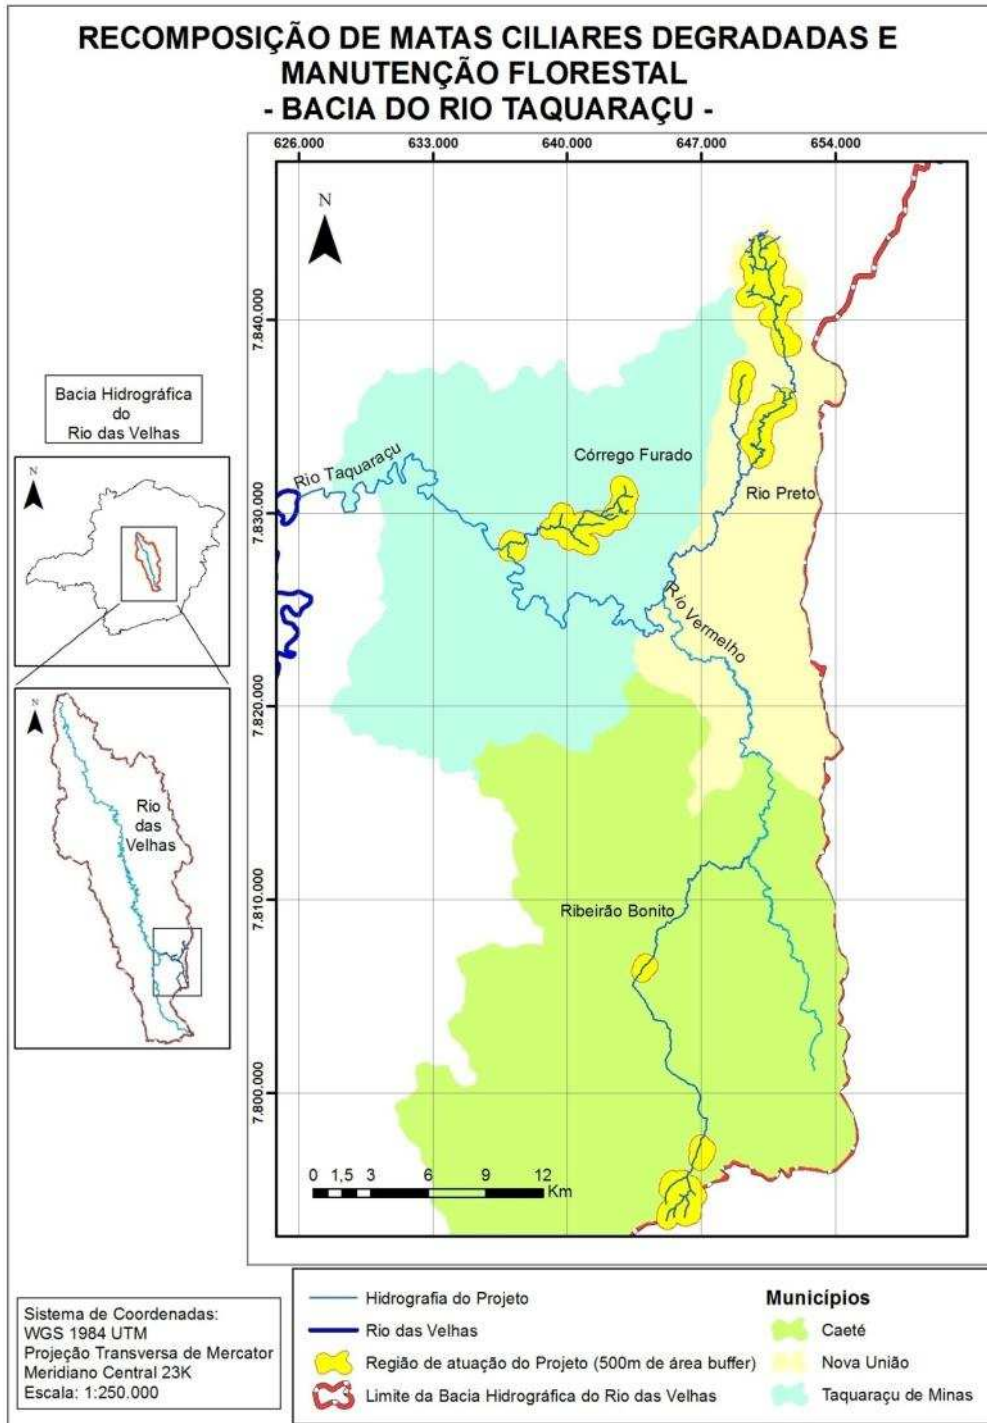 RECOMPOSIÇÃO DE MATAS CILIARES DEGRADADAS E
MANUTENÇÃO FLORESTAL
- BACIA DO RIO TAQUARAÇU -
626.000 633.000 640.000 647.000 654.000
N
7.840.000
7.830.000
7.820.000
7.810.000
7.800.000
Bacia Hidrográfica
do
Rio das Velhas
N
N
Rio
das
Velhas
Rio Taquaraçu
Córrego Furado
Rio Preto
Rio Vermelho
Ribeirão Bonito
0 1,5 3 6 9 12
Km
Sistema de Coordenadas:
WGS 1984 UTM
Projeção Transversa de Mercator
Meridiano Central 23K
Escala: 1:250.000
Hidrografia do Projeto
Rio das Velhas
Região de atuação do Projeto (500m de área buffer)
Limite da Bacia Hidrográfica do Rio das Velhas
Municípios
Caeté
Nova União
Taquaraçu de Minas